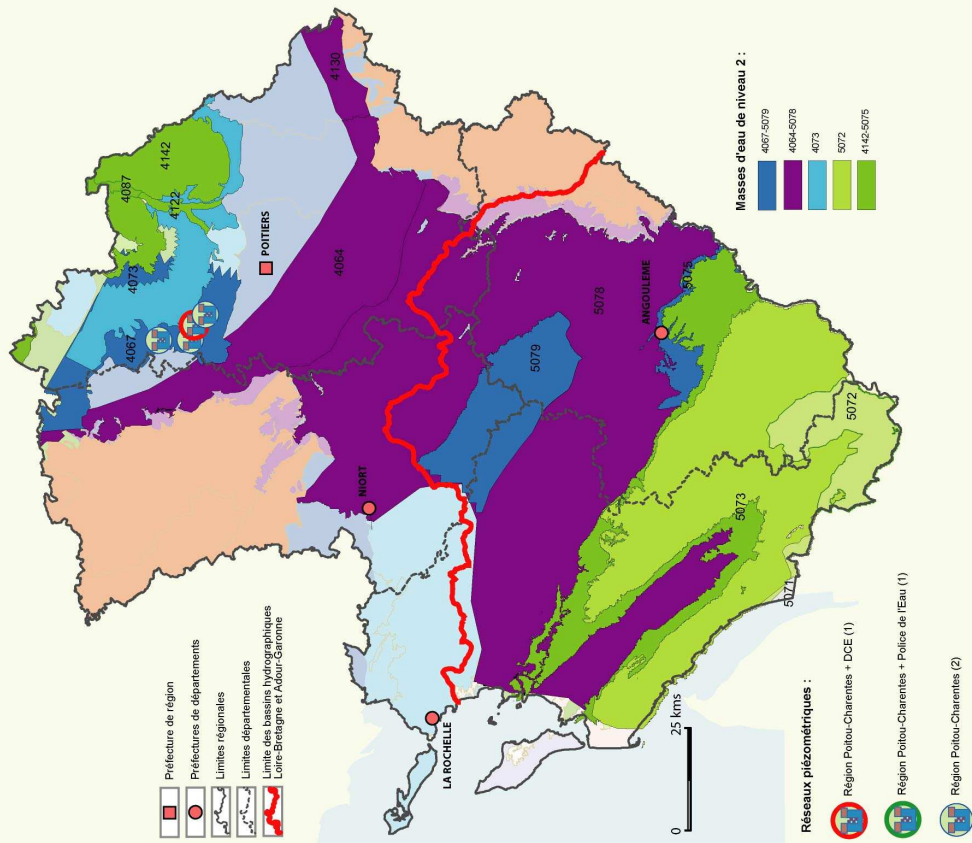 Préfecture de région
Préfectures de départements
Limites régionales
Limites départementales
Limite des bassins hydrographiques
Loire-Bretagne et Adour-Garonne
4130
4142
4087
4122
4073
4067
POITIERS
4064
NIORT
LA ROCHELLE
5079
5078
ANGOULEME
5075
5072
5073
5071
Masses d'eau de niveau 2 :
4067-5079
4064-5078
4073
5072
4142-5075
0
25 kms
Réseaux piézométriques :
Région Poitou-Charentes + DCE (1)
Région Poitou-Charentes + Police de l'Eau (1)
Région Poitou-Charentes (2)